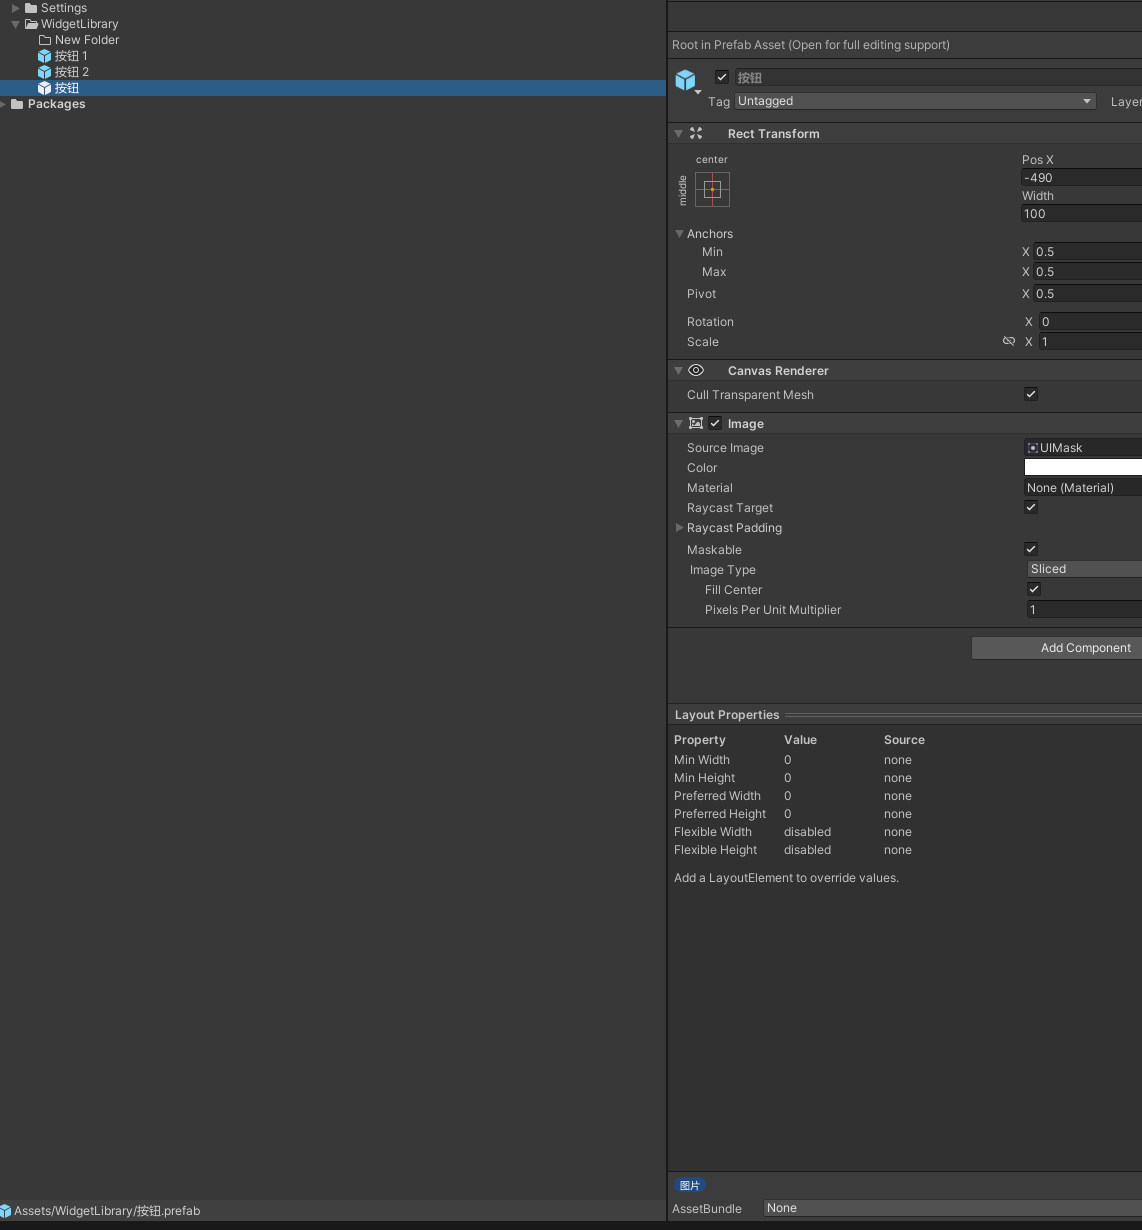 Settings
WidgetLibrary
New Folder
按钮 1
按钮 2
按钮
Packages
Assets/WidgetLibrary/按钮.prefab
Root in Prefab Asset (Open for full editing support)
按钮
Tag Untagged Layer
Rect Transform
center
middle
Pos X
-490
Width
100
Anchors
Min X 0.5
Max X 0.5
Pivot X 0.5
Rotation X 0
Scale X 1
Canvas Renderer
Cull Transparent Mesh
Image
Source Image UIMask
Color
Material None (Material)
Raycast Target
Raycast Padding
Maskable
Image Type Sliced
Fill Center
Pixels Per Unit Multiplier 1
Add Component
Layout Properties
Property Value Source
Min Width 0 none
Min Height 0 none
Preferred Width 0 none
Preferred Height 0 none
Flexible Width disabled none
Flexible Height disabled none
Add a LayoutElement to override values.
图片
AssetBundle None